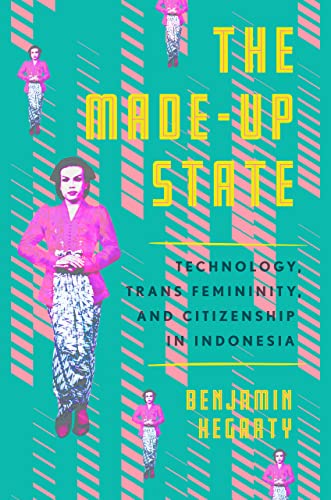 THE
MADE-UP
STATE
TECHNOLOGY,
TRANS FEMININITY,
AND CITIZENSHIP
IN INDONESIA
BENJAMIN
HEGARTY